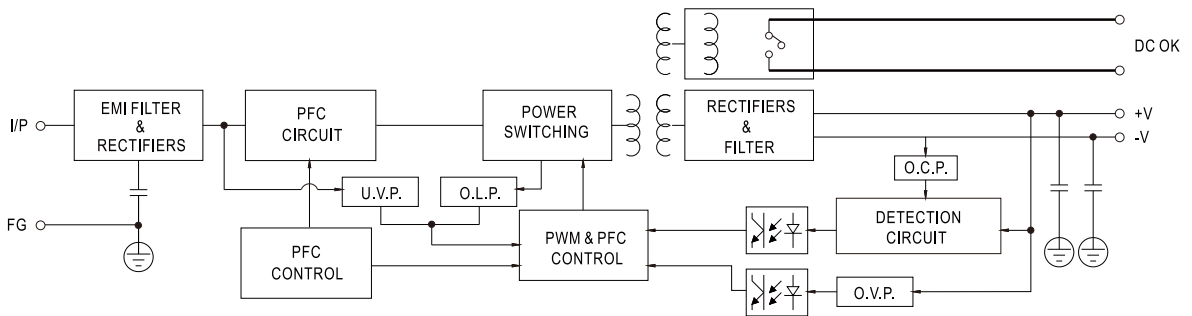 DC OK
I/P
EMI FILTER
&
RECTIFIERS
PFC
CIRCUIT
POWER
SWITCHING
RECTIFIERS
&
FILTER
+V
-V
U.V.P.
O.L.P.
O.C.P.
FG
PFC
CONTROL
PWM & PFC
CONTROL
DETECTION
CIRCUIT
O.V.P.